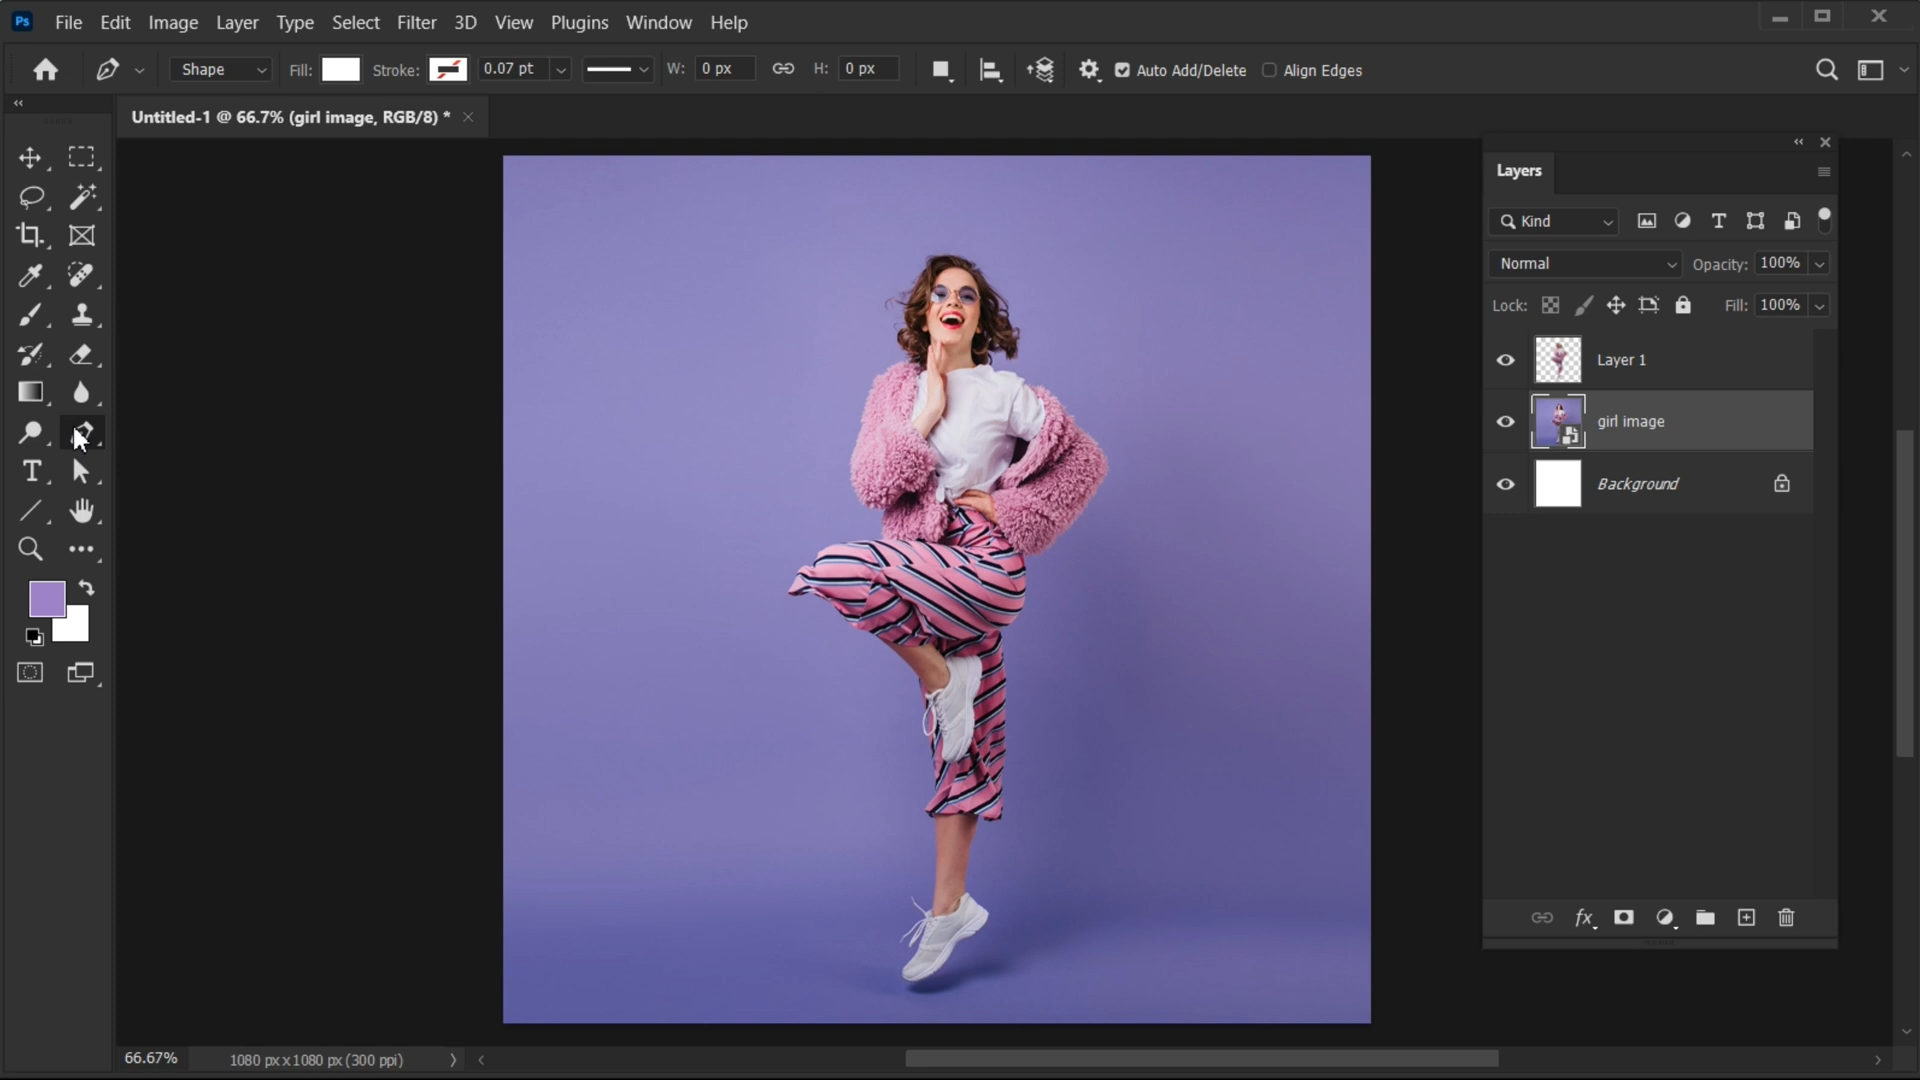 Ps File Edit Image Layer Type Select Filter 3D View Plugins Window Help
Shape Fill: Stroke: 0.07 pt W: 0 px H: 0 px Auto Add/Delete Align Edges
Untitled-1 @ 66.7% (girl image, RGB/8) *
Layers
Kind
Normal Opacity: 100%
Lock: Fill: 100%
Layer 1
girl image
Background
fx
66.67% 1080 px x 1080 px (300 ppi)